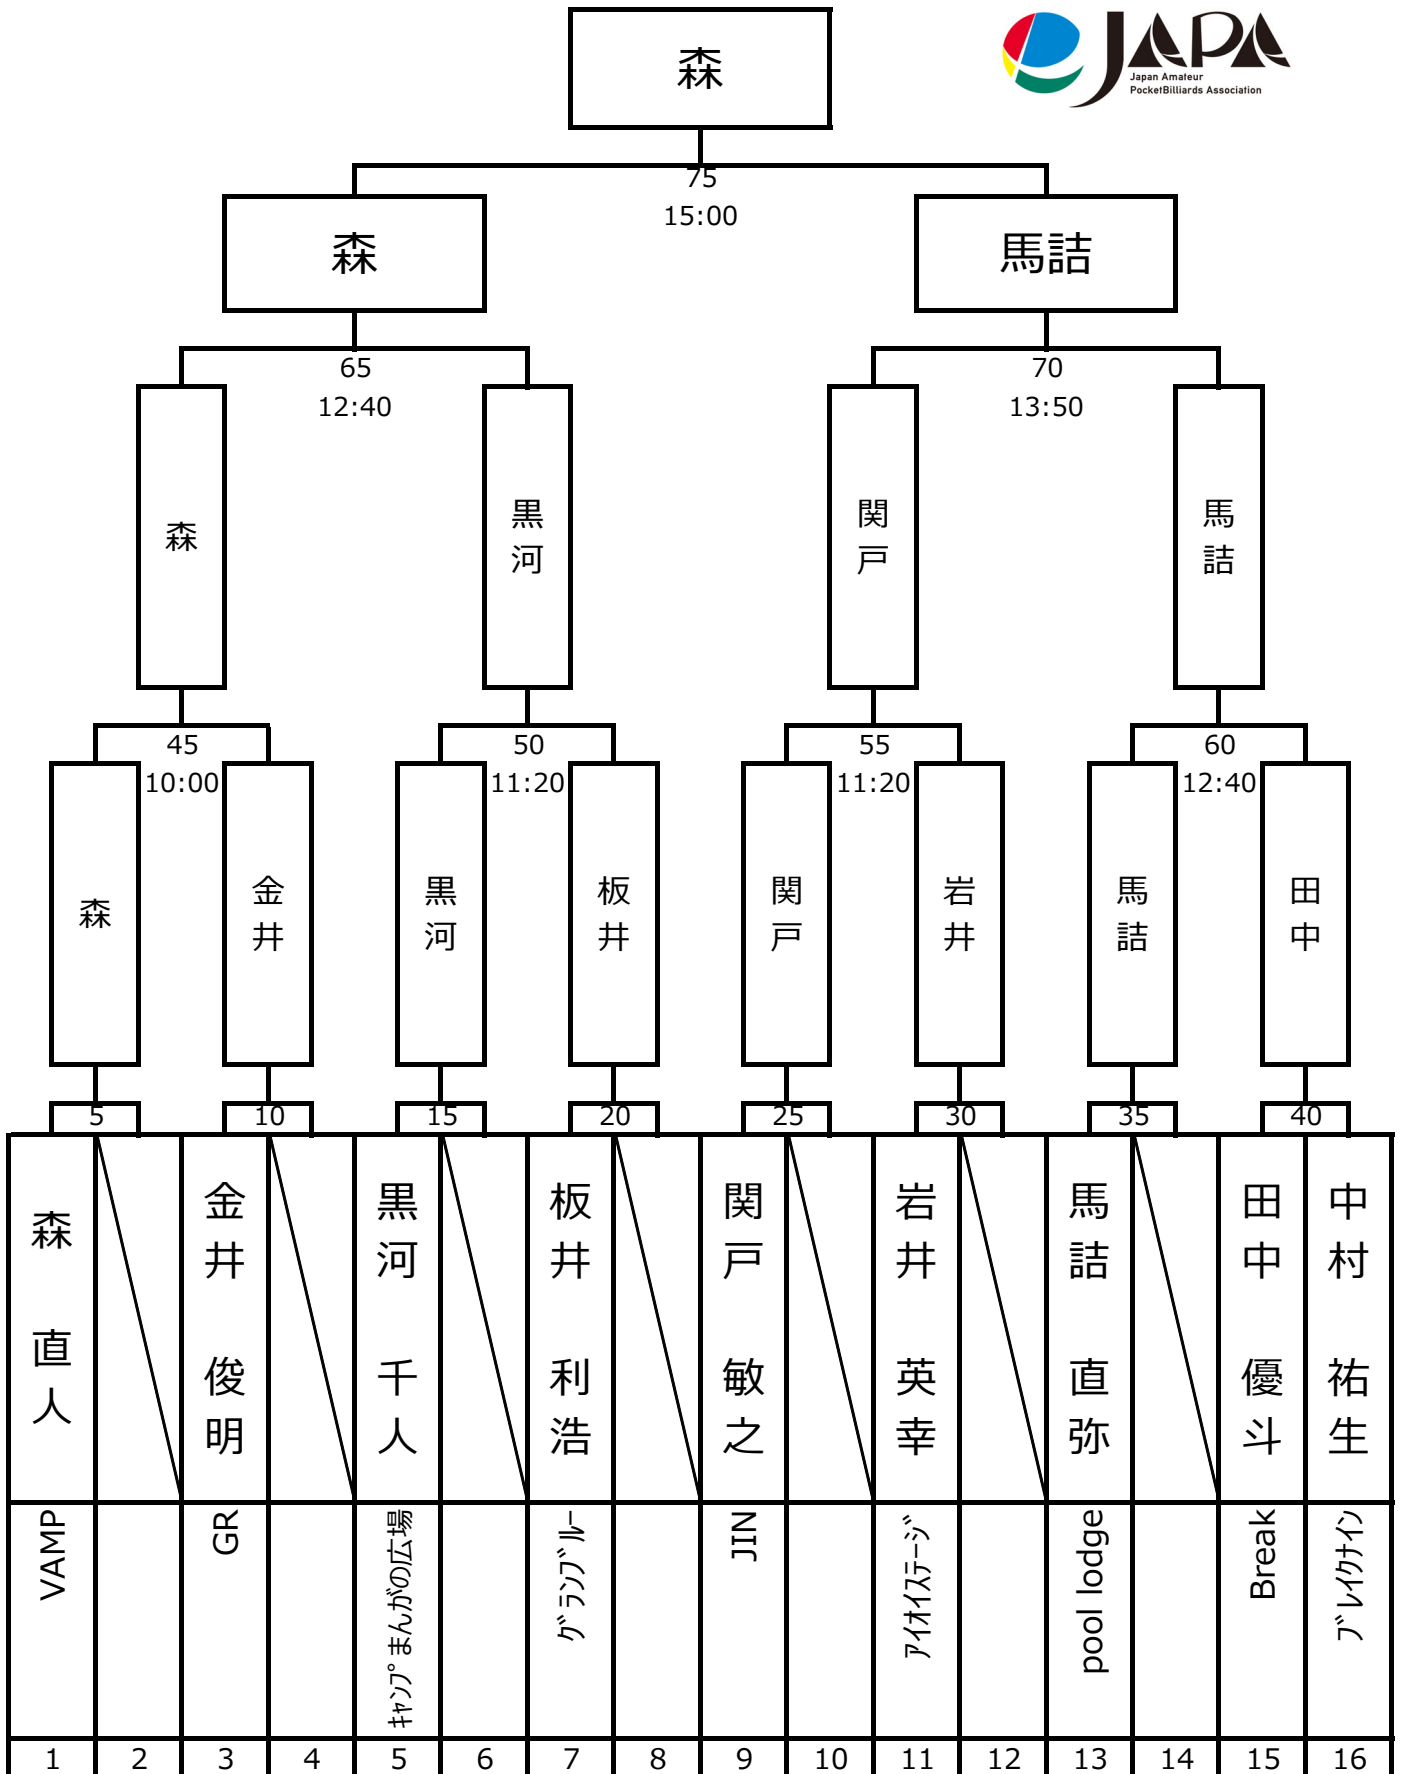 森
JAPA
Japan Amateur
PocketBilliards Association
75
15:00
森
馬詰
65
12:40
70
13:50
森
黒河
関戸
馬詰
45
10:00
50
11:20
55
11:20
60
12:40
森
金井
黒河
板井
関戸
岩井
馬詰
田中
5
10
15
20
25
30
35
40
森 直人
金井 俊明
黒河 千人
板井 利浩
関戸 敏之
岩井 英幸
馬詰 直弥
田中 優斗
中村 祐生
VAMP
GR
ｷｬﾝﾌﾟまんがの広場
ｸﾞﾗﾝﾌﾞﾙｰ
JIN
ｱｲｵｲｽﾃｰｼﾞ
pool lodge
Break
ﾌﾞﾚｲｸﾅｲﾝ
1 2 3 4 5 6 7 8 9 10 11 12 13 14 15 16